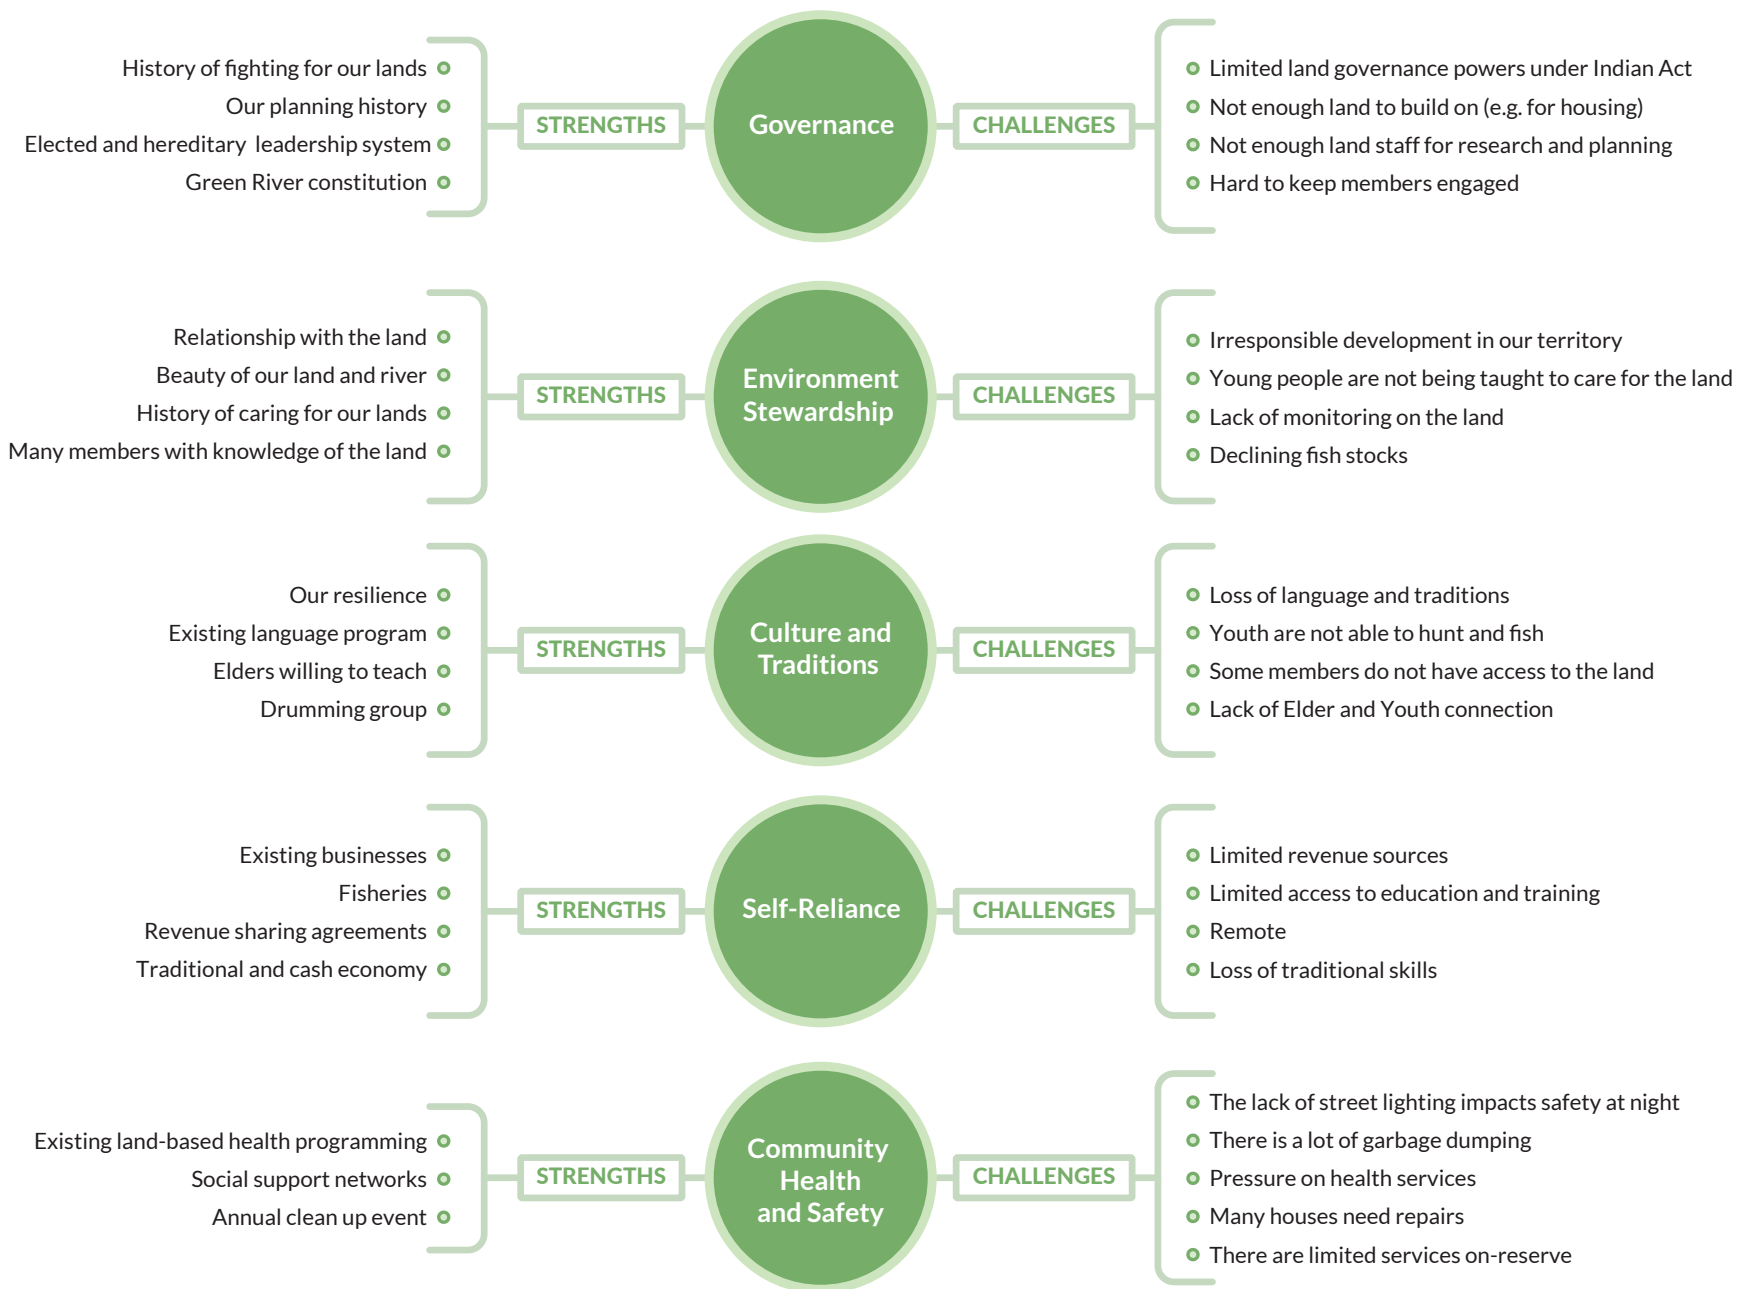 History of fighting for our lands
Our planning history
Elected and hereditary leadership system
Green River constitution
STRENGTHS
Governance
CHALLENGES
Limited land governance powers under Indian Act
Not enough land to build on (e.g. for housing)
Not enough land staff for research and planning
Hard to keep members engaged
Relationship with the land
Beauty of our land and river
History of caring for our lands
Many members with knowledge of the land
STRENGTHS
Environment
Stewardship
CHALLENGES
Irresponsible development in our territory
Young people are not being taught to care for the land
Lack of monitoring on the land
Declining fish stocks
Our resilience
Existing language program
Elders willing to teach
Drumming group
STRENGTHS
Culture and
Traditions
CHALLENGES
Loss of language and traditions
Youth are not able to hunt and fish
Some members do not have access to the land
Lack of Elder and Youth connection
Existing businesses
Fisheries
Revenue sharing agreements
Traditional and cash economy
STRENGTHS
Self-Reliance
CHALLENGES
Limited revenue sources
Limited access to education and training
Remote
Loss of traditional skills
Existing land-based health programming
Social support networks
Annual clean up event
STRENGTHS
Community
Health
and Safety
CHALLENGES
The lack of street lighting impacts safety at night
There is a lot of garbage dumping
Pressure on health services
Many houses need repairs
There are limited services on-reserve